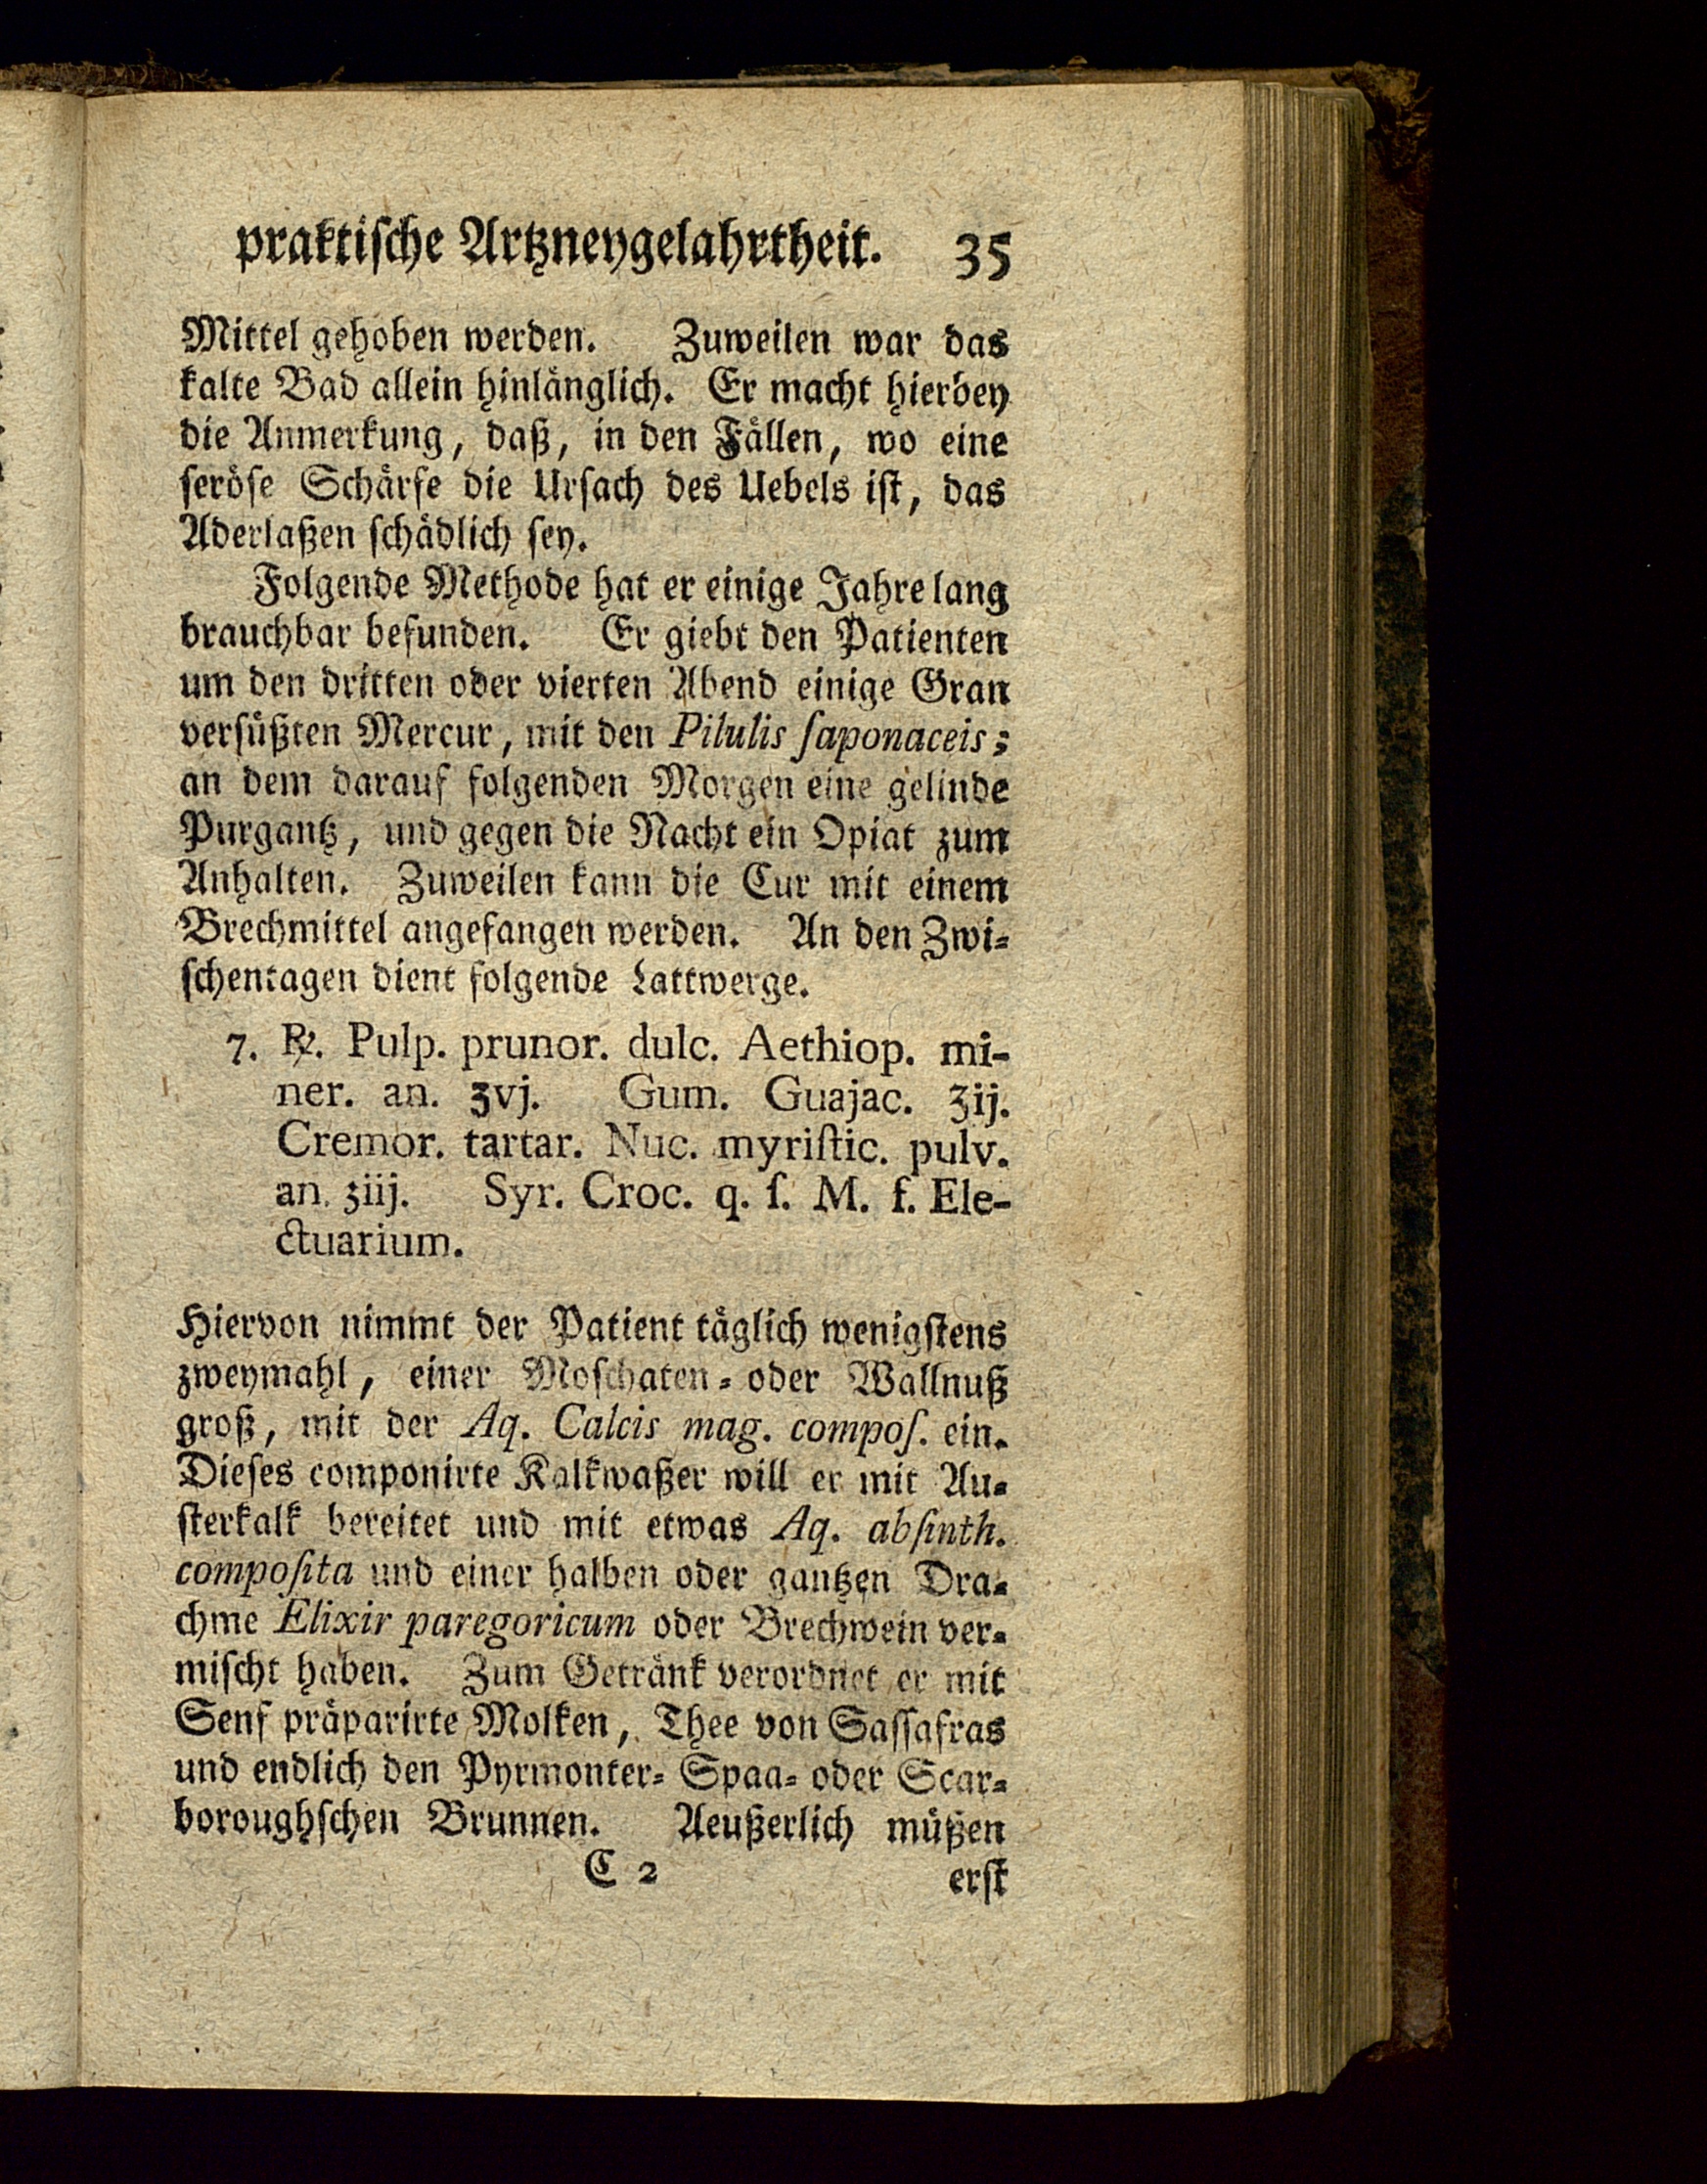 praktische Artzneygelahrtheit. 35
Mittel gehoben werden. Zuweilen war das
kalte Bad allein hinlänglich. Er macht hierbey
die Anmerkung, daß, in den Fällen, wo eine
seröse Schärfe die Ursach des Uebels ist, das
Aderlaßen schädlich sey.
Folgende Methode hat er einige Jahre lang
brauchbar befunden. Er giebt den Patienten
um den dritten oder vierten Abend einige Gran
versüßten Mercur, mit den Pilulis ſaponaceis;
an dem darauf folgenden Morgen eine gelinde
Purgantz, und gegen die Nacht ein Opiat zum
Anhalten. Zuweilen kann die Cur mit einem
Brechmittel angefangen werden. An den Zwi-
schentagen dient folgende Lattwerge.
7. ℞. Pulp. prunor. dulc. Aethiop. mi-
ner. an. ʒvj. Gum. Guajac. ʒij.
Cremor. tartar. Nuc. myriſtic. pulv.
an. ʒiij. Syr. Croc. q. ſ. M. f. Ele-
ctuarium.
Hiervon nimmt der Patient täglich wenigstens
zweymahl, einer Moschaten- oder Wallnuß
groß, mit der Aq. Calcis mag. compoſ. ein.
Dieses componirte Kalkwaßer will er mit Au-
sterkalk bereitet und mit etwas Aq. abſinth.
compoſita und einer halben oder gantzen Dra-
chme Elixir paregoricum oder Brechwein ver-
mischt haben. Zum Getränk verordnet er mit
Senf präparirte Molken, Thee von Sassafras
und endlich den Pyrmonter- Spaa- oder Scar-
boroughschen Brunnen. Aeußerlich müßen
C 2 erst